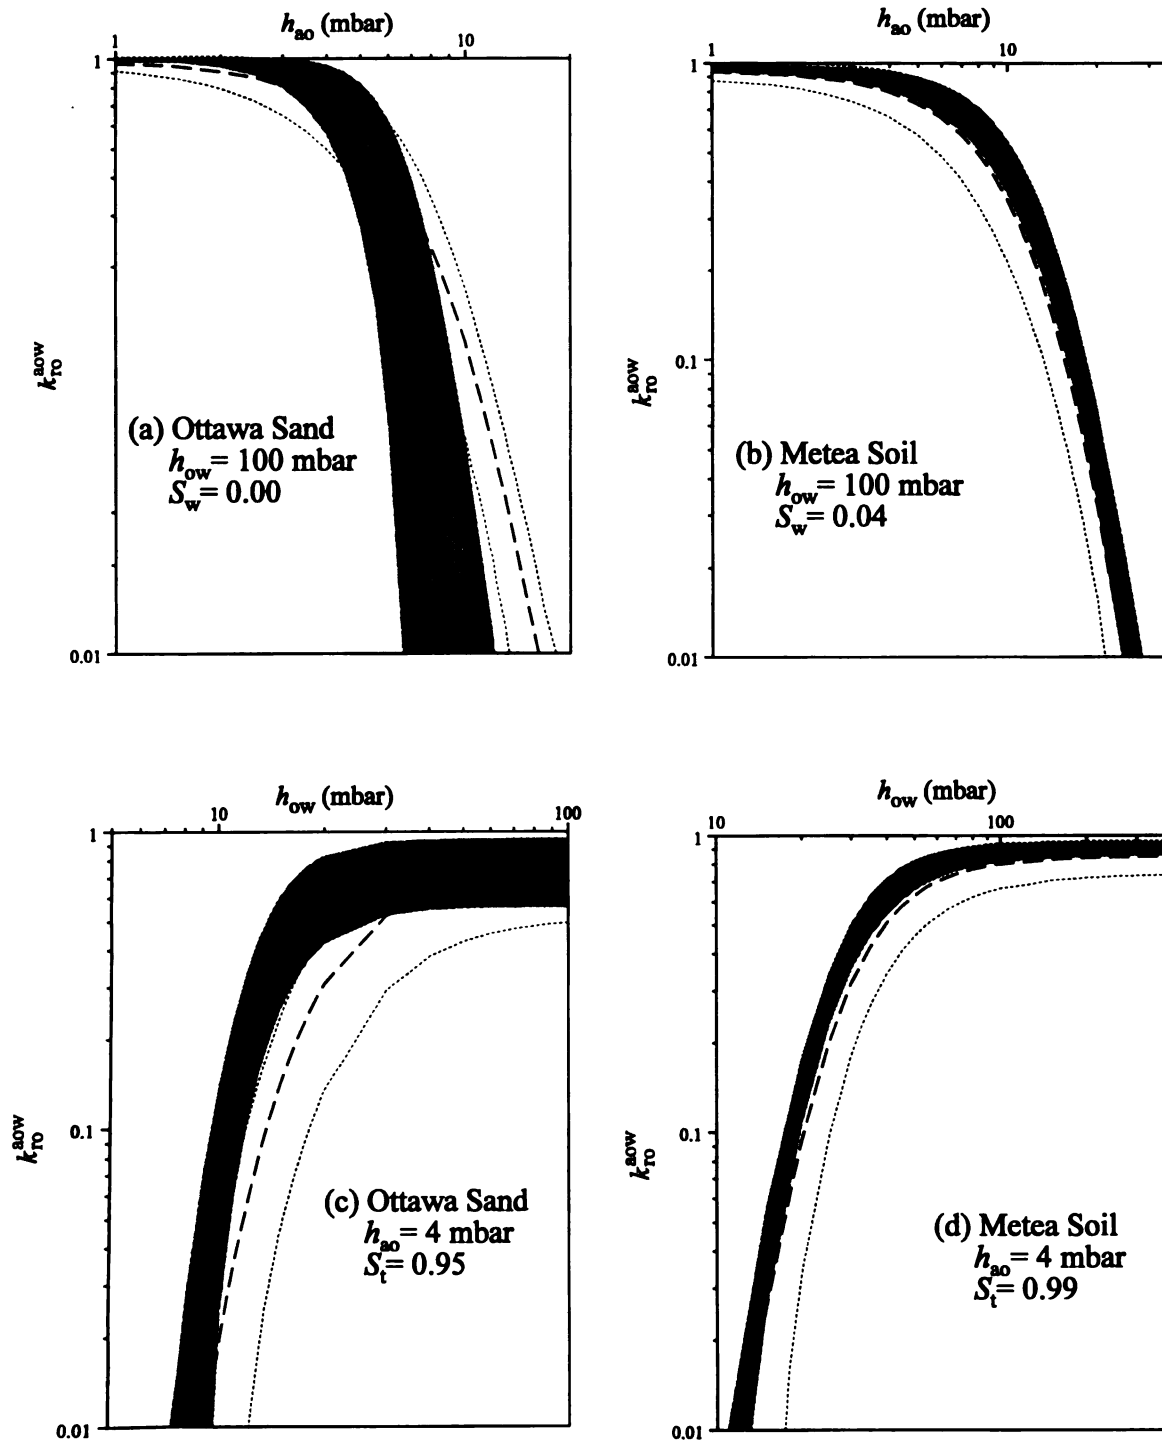 h_ao (mbar)
1 10
1
k_ro^aow
(a) Ottawa Sand
h_ow= 100 mbar
S_w= 0.00
0.01
h_ao (mbar)
1 10
1
0.1
k_ro^aow
(b) Metea Soil
h_ow= 100 mbar
S_w= 0.04
0.01
h_ow (mbar)
10 100
1
0.1
k_ro^aow
(c) Ottawa Sand
h_ao= 4 mbar
S_t= 0.95
0.01
h_ow (mbar)
10 100
1
0.1
k_ro^aow
(d) Metea Soil
h_ao= 4 mbar
S_t= 0.99
0.01